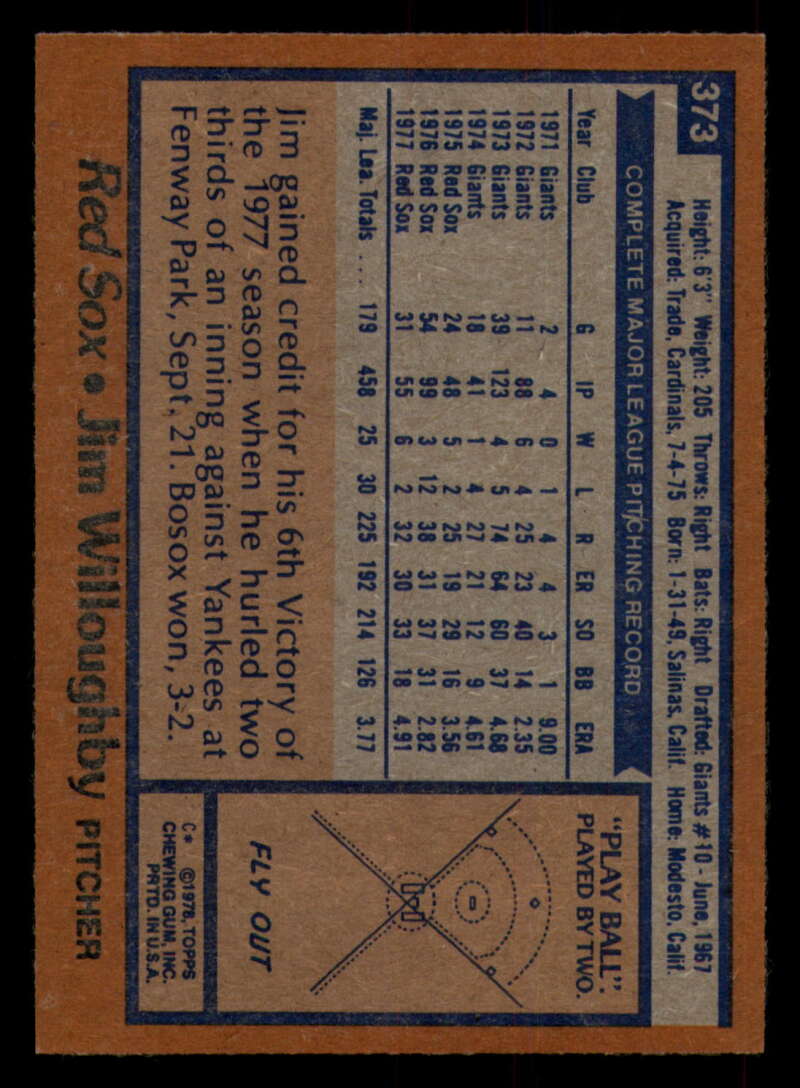 373
Height: 6'3" Weight: 205 Throws: Right Bats: Right Drafted: Giants #10 - June, 1967
Acquired: Trade, Cardinals, 7-4-75 Born: 1-31-49, Salinas, Calif. Home: Modesto, Calif.
COMPLETE MAJOR LEAGUE PITCHING RECORD
Year Club G IP W L R ER SO BB ERA
1971 Giants 2 4 0 1 4 4 3 1 9.00
1972 Giants 11 88 6 4 25 23 40 14 2.35
1973 Giants 39 123 4 5 74 64 60 37 4.68
1974 Giants 18 41 1 4 27 21 12 9 4.61
1975 Red Sox 24 48 5 2 25 19 29 16 3.56
1976 Red Sox 54 99 3 12 38 31 37 31 2.82
1977 Red Sox 31 55 6 2 32 30 33 18 4.91
Maj. Lea. Totals ... 179 458 25 30 225 192 214 126 3.77
Jim gained credit for his 6th Victory of
the 1977 season when he hurled two
thirds of an inning against Yankees at
Fenway Park, Sept. 21. Bosox won, 3-2.
"PLAY BALL":
PLAYED BY TWO.
FLY OUT
C* ©1978, TOPPS
CHEWING GUM, INC.
PRTD. IN U.S.A.
Red Sox • Jim Willoughby PITCHER